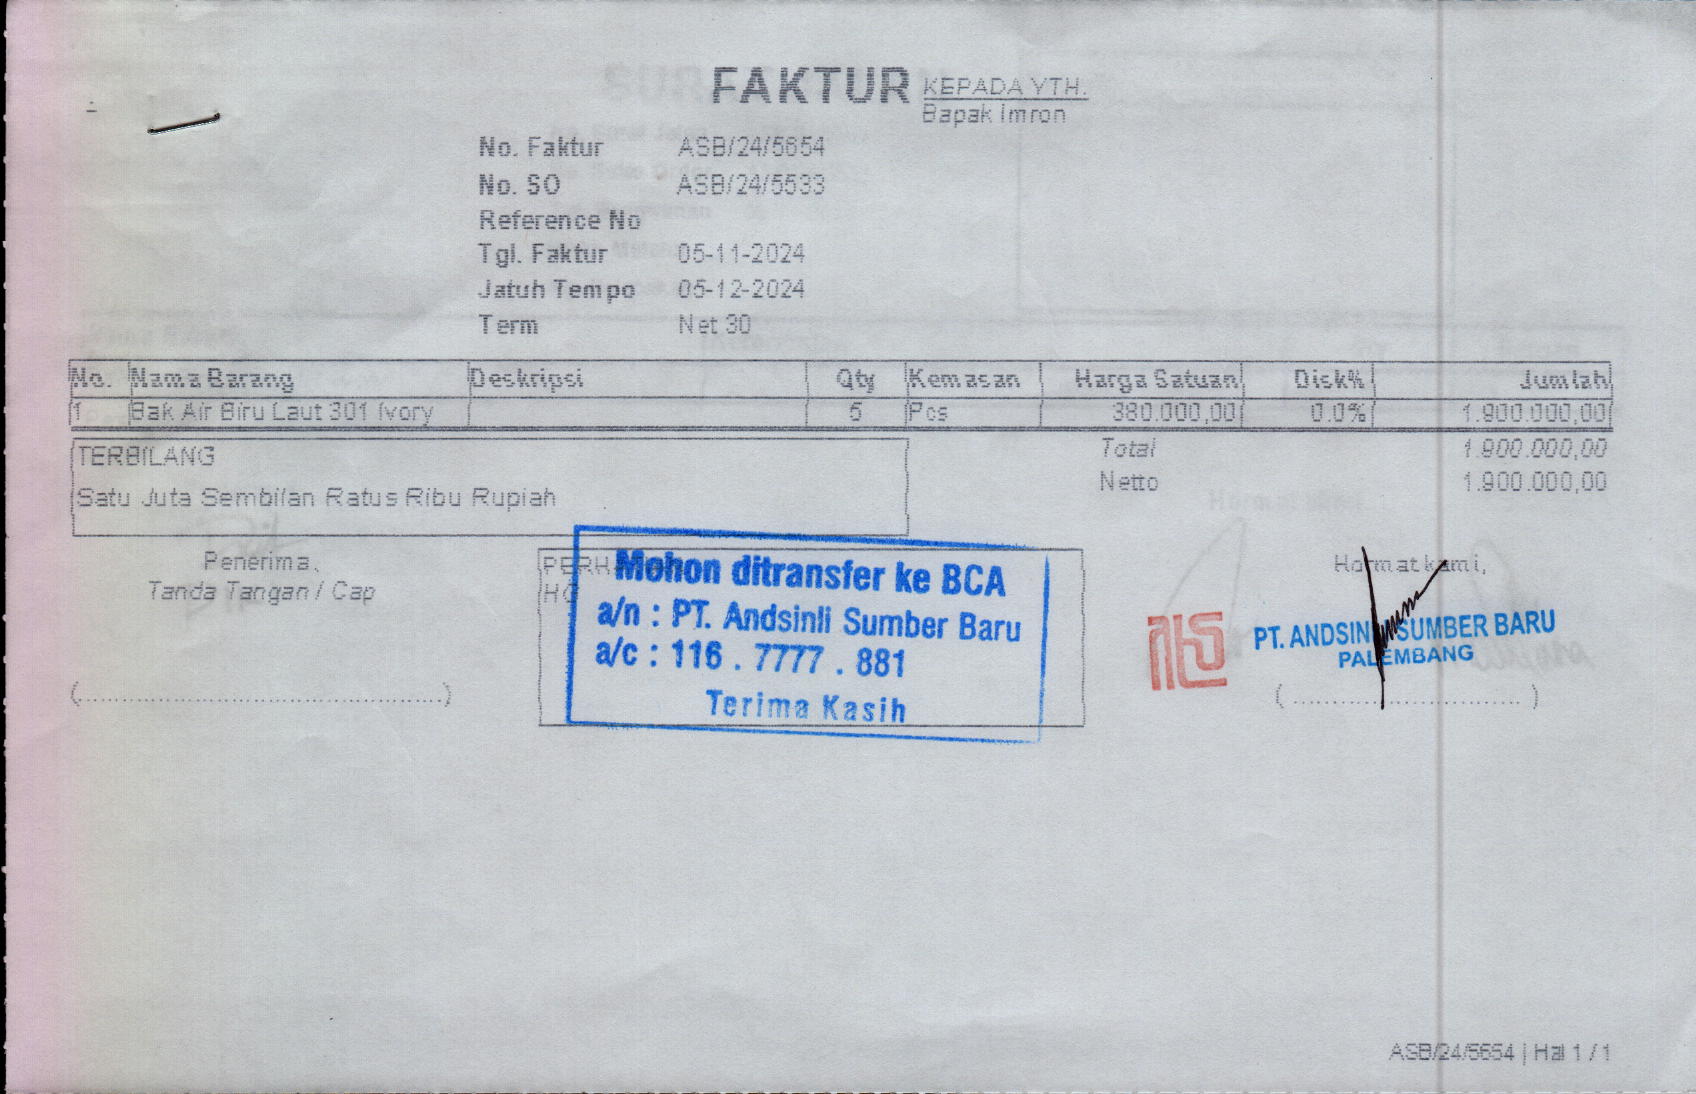 FAKTUR
KEPADA YTH.
Bapak Imron
No. Faktur ASB/24/5654
No. SO ASB/24/5533
Reference No
Tgl. Faktur 05-11-2024
Jatuh Tempo 05-12-2024
Term Net 30
No. Nama Barang Deskripsi Qty Kemasan Harga Satuan Disk% Jumlah
1 Bak Air Biru Laut 301 Ivory 5 Pcs 380.000,00 0.0% 1.900.000,00
TERBILANG
Satu Juta Sembilan Ratus Ribu Rupiah
Total 1.900.000,00
Netto 1.900.000,00
Penerima,
Tanda Tangan / Cap
(............................................)
Mohon ditransfer ke BCA
a/n : PT. Andsinli Sumber Baru
a/c : 116 . 7777 . 881
Terima Kasih
Hormat kami,
PT. ANDSINLI SUMBER BARU
PALEMBANG
( ............................ )
ASB/24/5654 | Hal 1 / 1